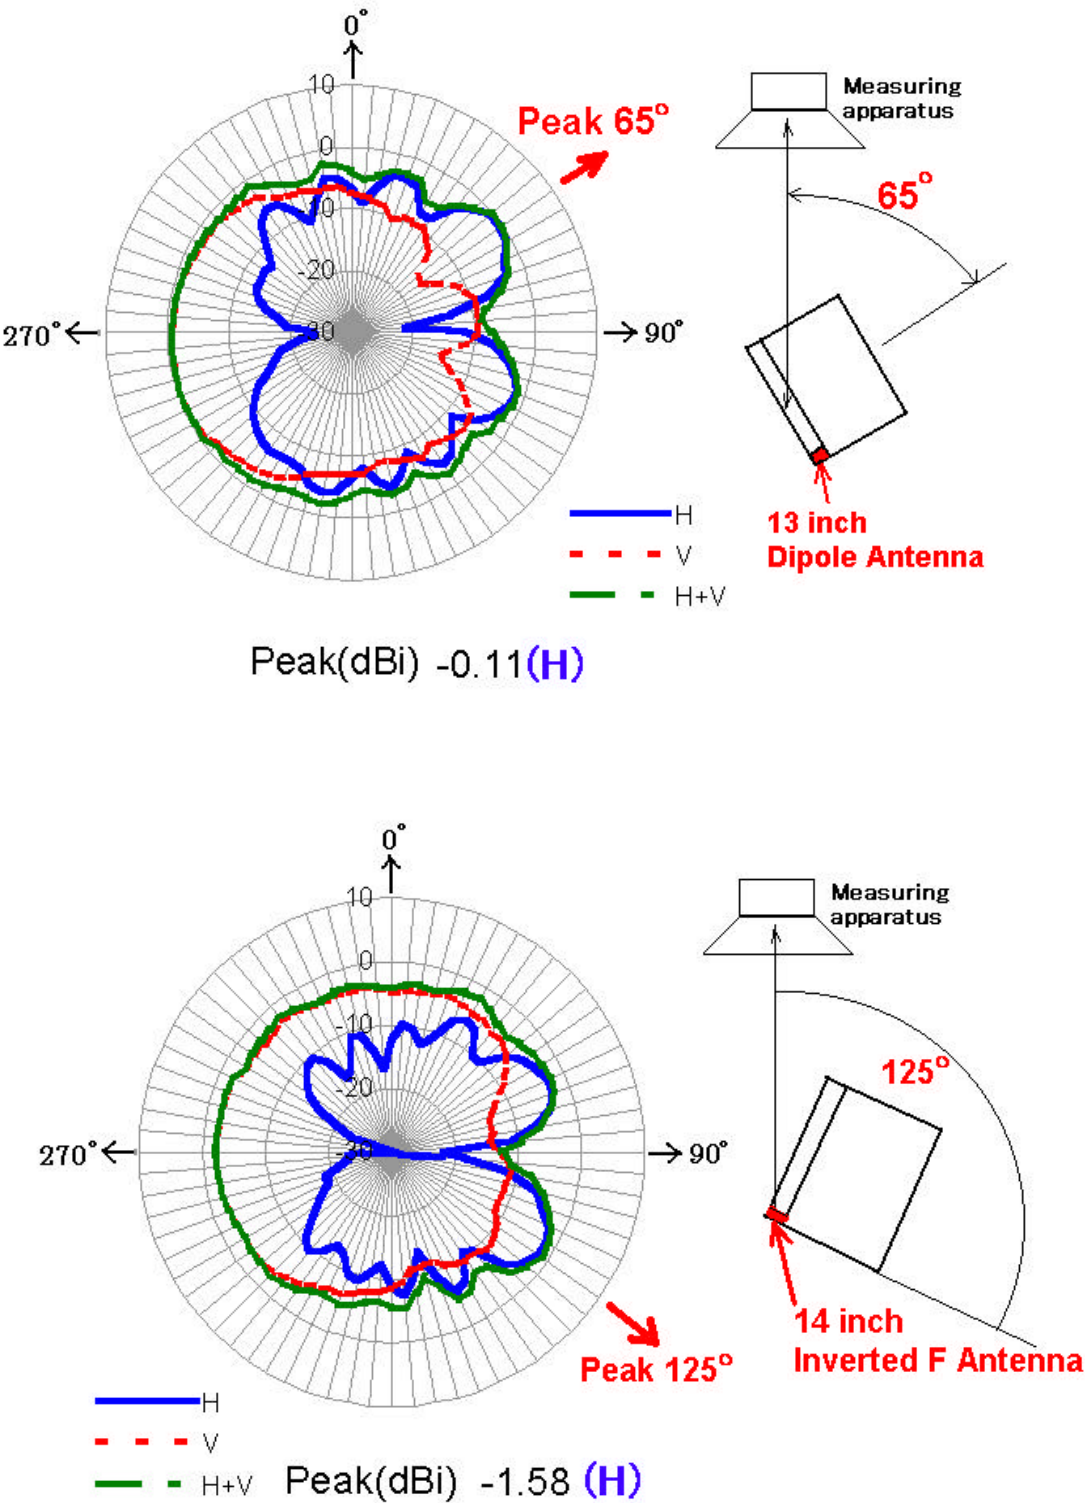 0°
10
Peak 65°
Measuring
apparatus
0
65°
10
-20
270°
30
90°
H
13 inch
V
Dipole Antenna
H+V
Peak(dBi) -0.11(H)
0°
10
Measuring
apparatus
0
-10
125°
-20
270°
-30
90°
14 inch
Inverted F Antenna
Peak 125°
H
V
H+V
Peak(dBi) -1.58 (H)